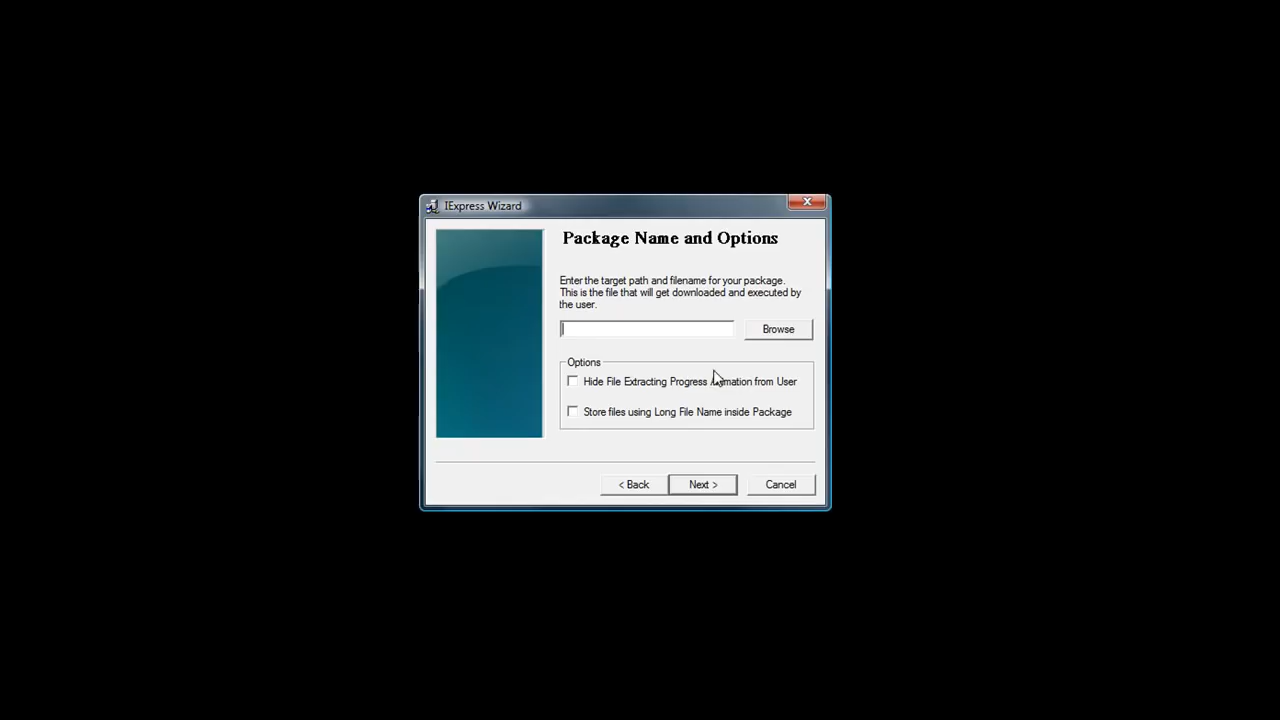 IExpress Wizard
X
Package Name and Options
Enter the target path and filename for your package.
This is the file that will get downloaded and executed by
the user.
Browse
Options
Hide File Extracting Progress Animation from User
Store files using Long File Name inside Package
< Back
Next >
Cancel